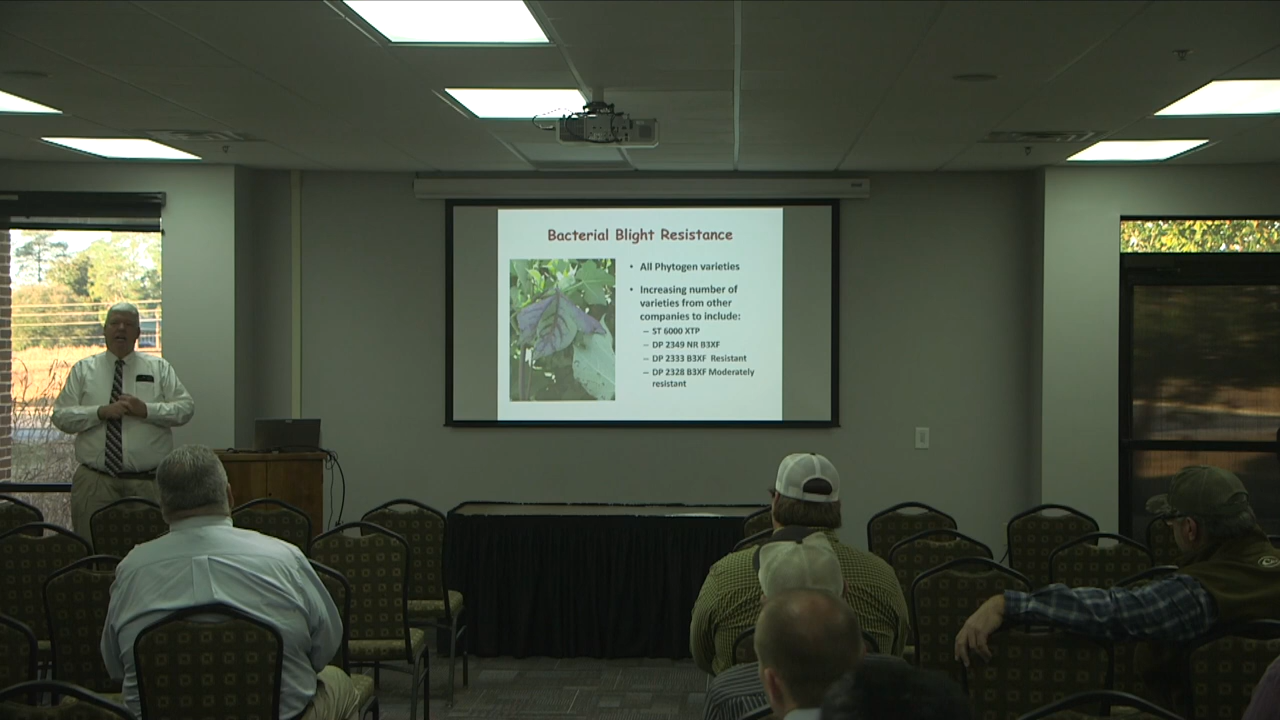 Bacterial Blight Resistance
• All Phytogen varieties
• Increasing number of
varieties from other
companies to include:
– ST 6000 XTP
– DP 2349 NR B3XF
– DP 2333 B3XF Resistant
– DP 2328 B3XF Moderately
resistant